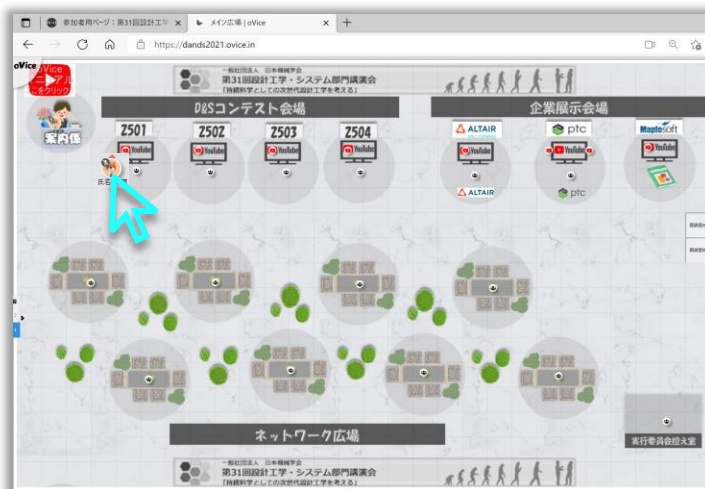 参加者用ページ：第31回設計工学
メイン広場 | oVice
https://dands2021.ovice.in
oVice
oVice
マニュアル
ここをクリック
案内係
一般社団法人 日本機械学会
第31回設計工学・システム部門講演会
「持続科学としての次世代設計工学を考える」
D&Sコンテスト会場
企業展示会場
Z501
Z502
Z503
Z504
ALTAIR
ptc
Maplesoft
YouTube
YouTube
YouTube
YouTube
YouTube
YouTube
YouTube
氏名
ALTAIR
ptc
ネットワーク広場
実行委員会控え室
一般社団法人 日本機械学会
第31回設計工学・システム部門講演会
「持続科学としての次世代設計工学を考える」